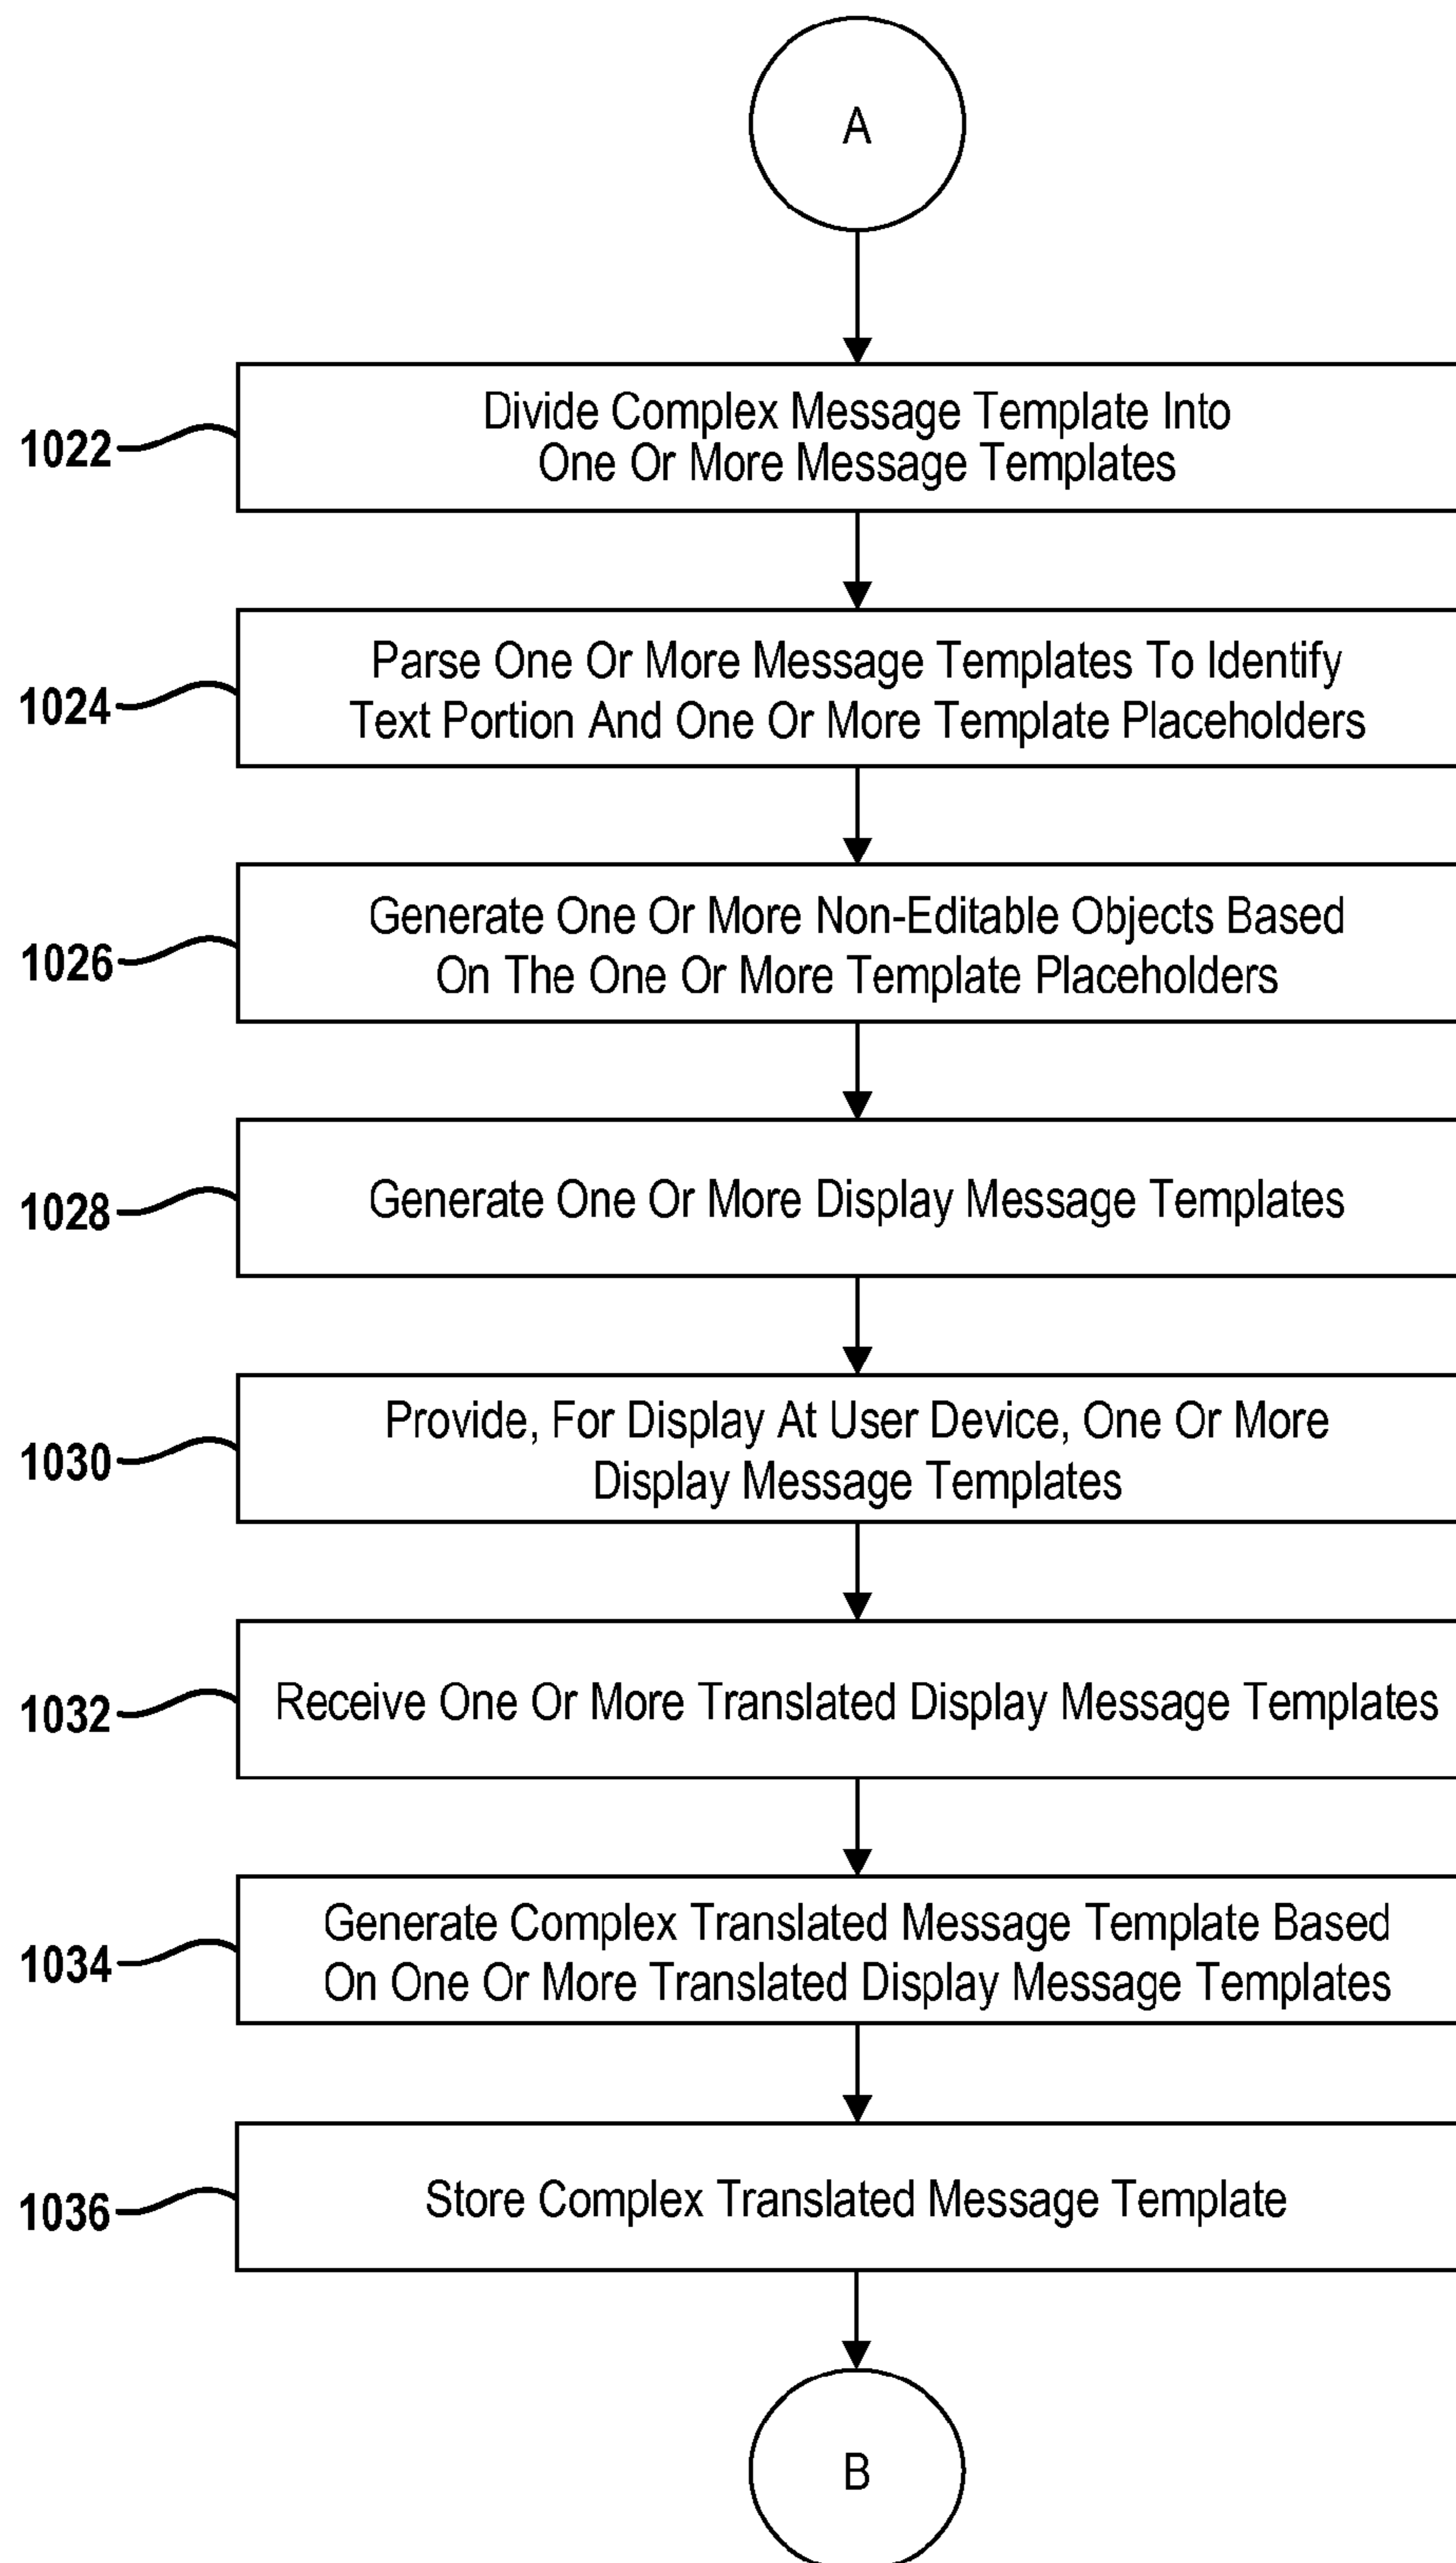 A
1022
Divide Complex Message Template Into
One Or More Message Templates
1024
Parse One Or More Message Templates To Identify
Text Portion And One Or More Template Placeholders
1026
Generate One Or More Non-Editable Objects Based
On The One Or More Template Placeholders
1028
Generate One Or More Display Message Templates
1030
Provide, For Display At User Device, One Or More
Display Message Templates
1032
Receive One Or More Translated Display Message Templates
1034
Generate Complex Translated Message Template Based
On One Or More Translated Display Message Templates
1036
Store Complex Translated Message Template
B